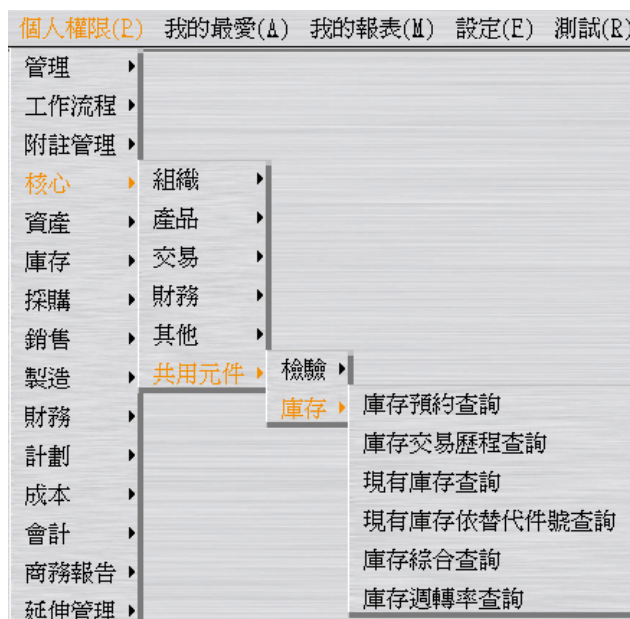 個人權限(P) 我的最愛(A) 我的報表(M) 設定(F) 測試(R)
管理
工作流程
附註管理
核心
資產
庫存
採購
銷售
製造
財務
計劃
成本
會計
商務報告
延伸管理
組織
產品
交易
財務
其他
共用元件
檢驗
庫存
庫存預約查詢
庫存交易歷程查詢
現有庫存查詢
現有庫存依替代件號查詢
庫存綜合查詢
庫存週轉率查詢